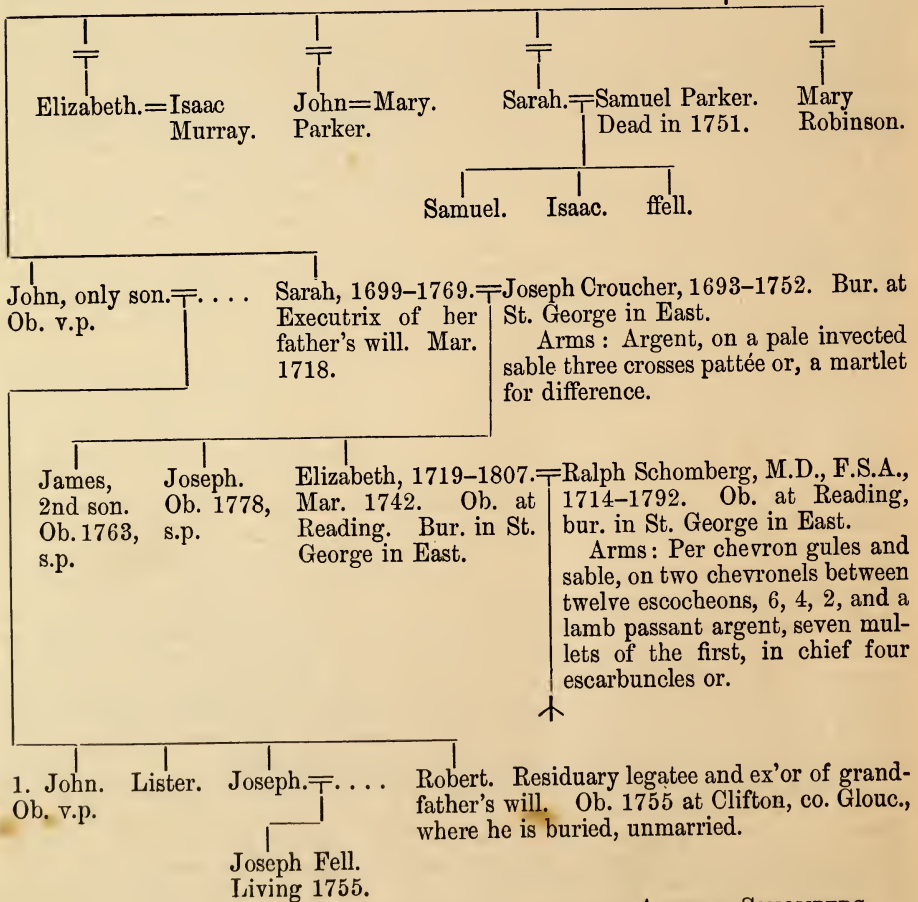 Elizabeth.=Isaac Murray.
John=Mary. Parker.
Sarah.=Samuel Parker. Dead in 1751.
Mary Robinson.
Samuel. Isaac. ffell.
John, only son.=....
Ob. v.p.
Sarah, 1699–1769.=
Executrix of her
father's will. Mar.
1718.
Joseph Croucher, 1693–1752. Bur. at
St. George in East.
Arms : Argent, on a pale invected
sable three crosses pattée or, a martlet
for difference.
James,
2nd son.
Ob. 1763,
s.p.
Joseph.
Ob. 1778,
s.p.
Elizabeth, 1719–1807.=
Mar. 1742. Ob. at
Reading. Bur. in St.
George in East.
Ralph Schomberg, M.D., F.S.A.,
1714–1792. Ob. at Reading,
bur. in St. George in East.
Arms : Per chevron gules and
sable, on two chevronels between
twelve escocheons, 6, 4, 2, and a
lamb passant argent, seven mul-
lets of the first, in chief four
escarbuncles or.
1. John.
Ob. v.p.
Lister.
Joseph.=....
Robert. Residuary legatee and ex'or of grand-
father's will. Ob. 1755 at Clifton, co. Glouc.,
where he is buried, unmarried.
Joseph Fell.
Living 1755.